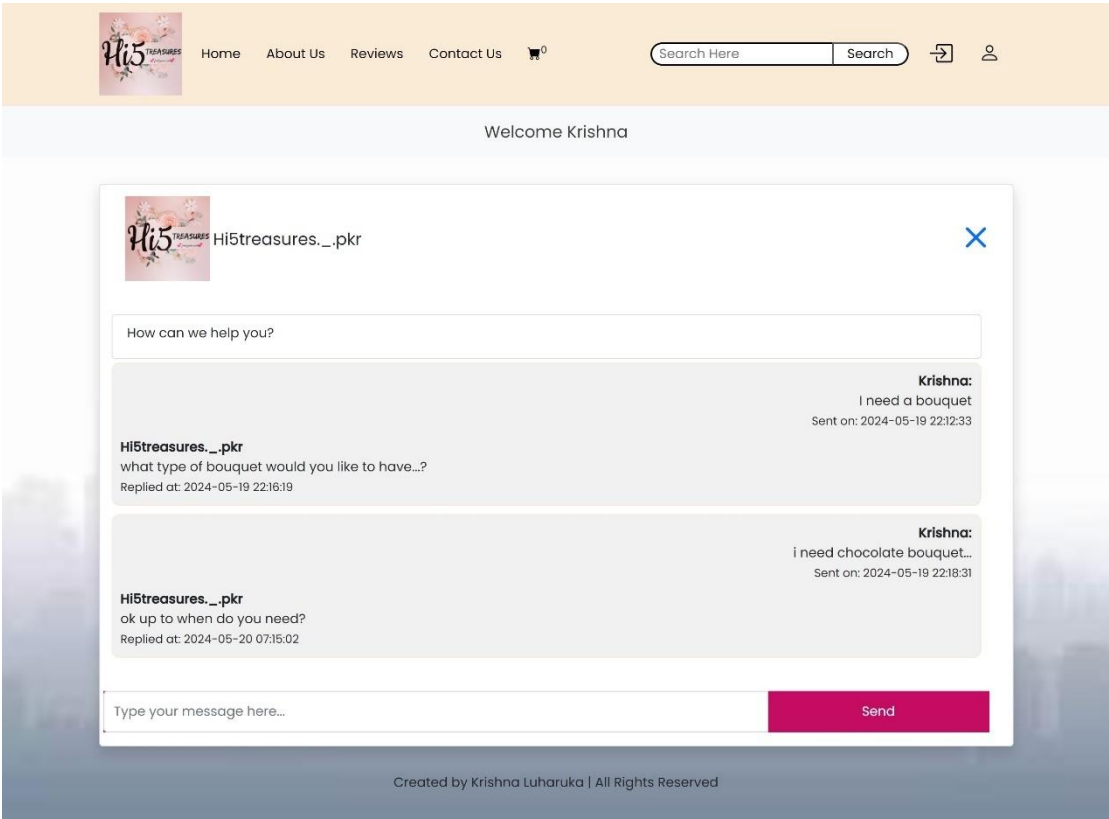 Hi5 TREASURES
Home About Us Reviews Contact Us 0 Search Here Search
Welcome Krishna
Hi5 TREASURES Hi5treasures._.pkr
How can we help you?
Krishna:
I need a bouquet
Sent on: 2024-05-19 22:12:33
Hi5treasures._.pkr
what type of bouquet would you like to have...?
Replied at: 2024-05-19 22:16:19
Krishna:
i need chocolate bouquet...
Sent on: 2024-05-19 22:18:31
Hi5treasures._.pkr
ok up to when do you need?
Replied at: 2024-05-20 07:15:02
Type your message here... Send
Created by Krishna Luharuka | All Rights Reserved